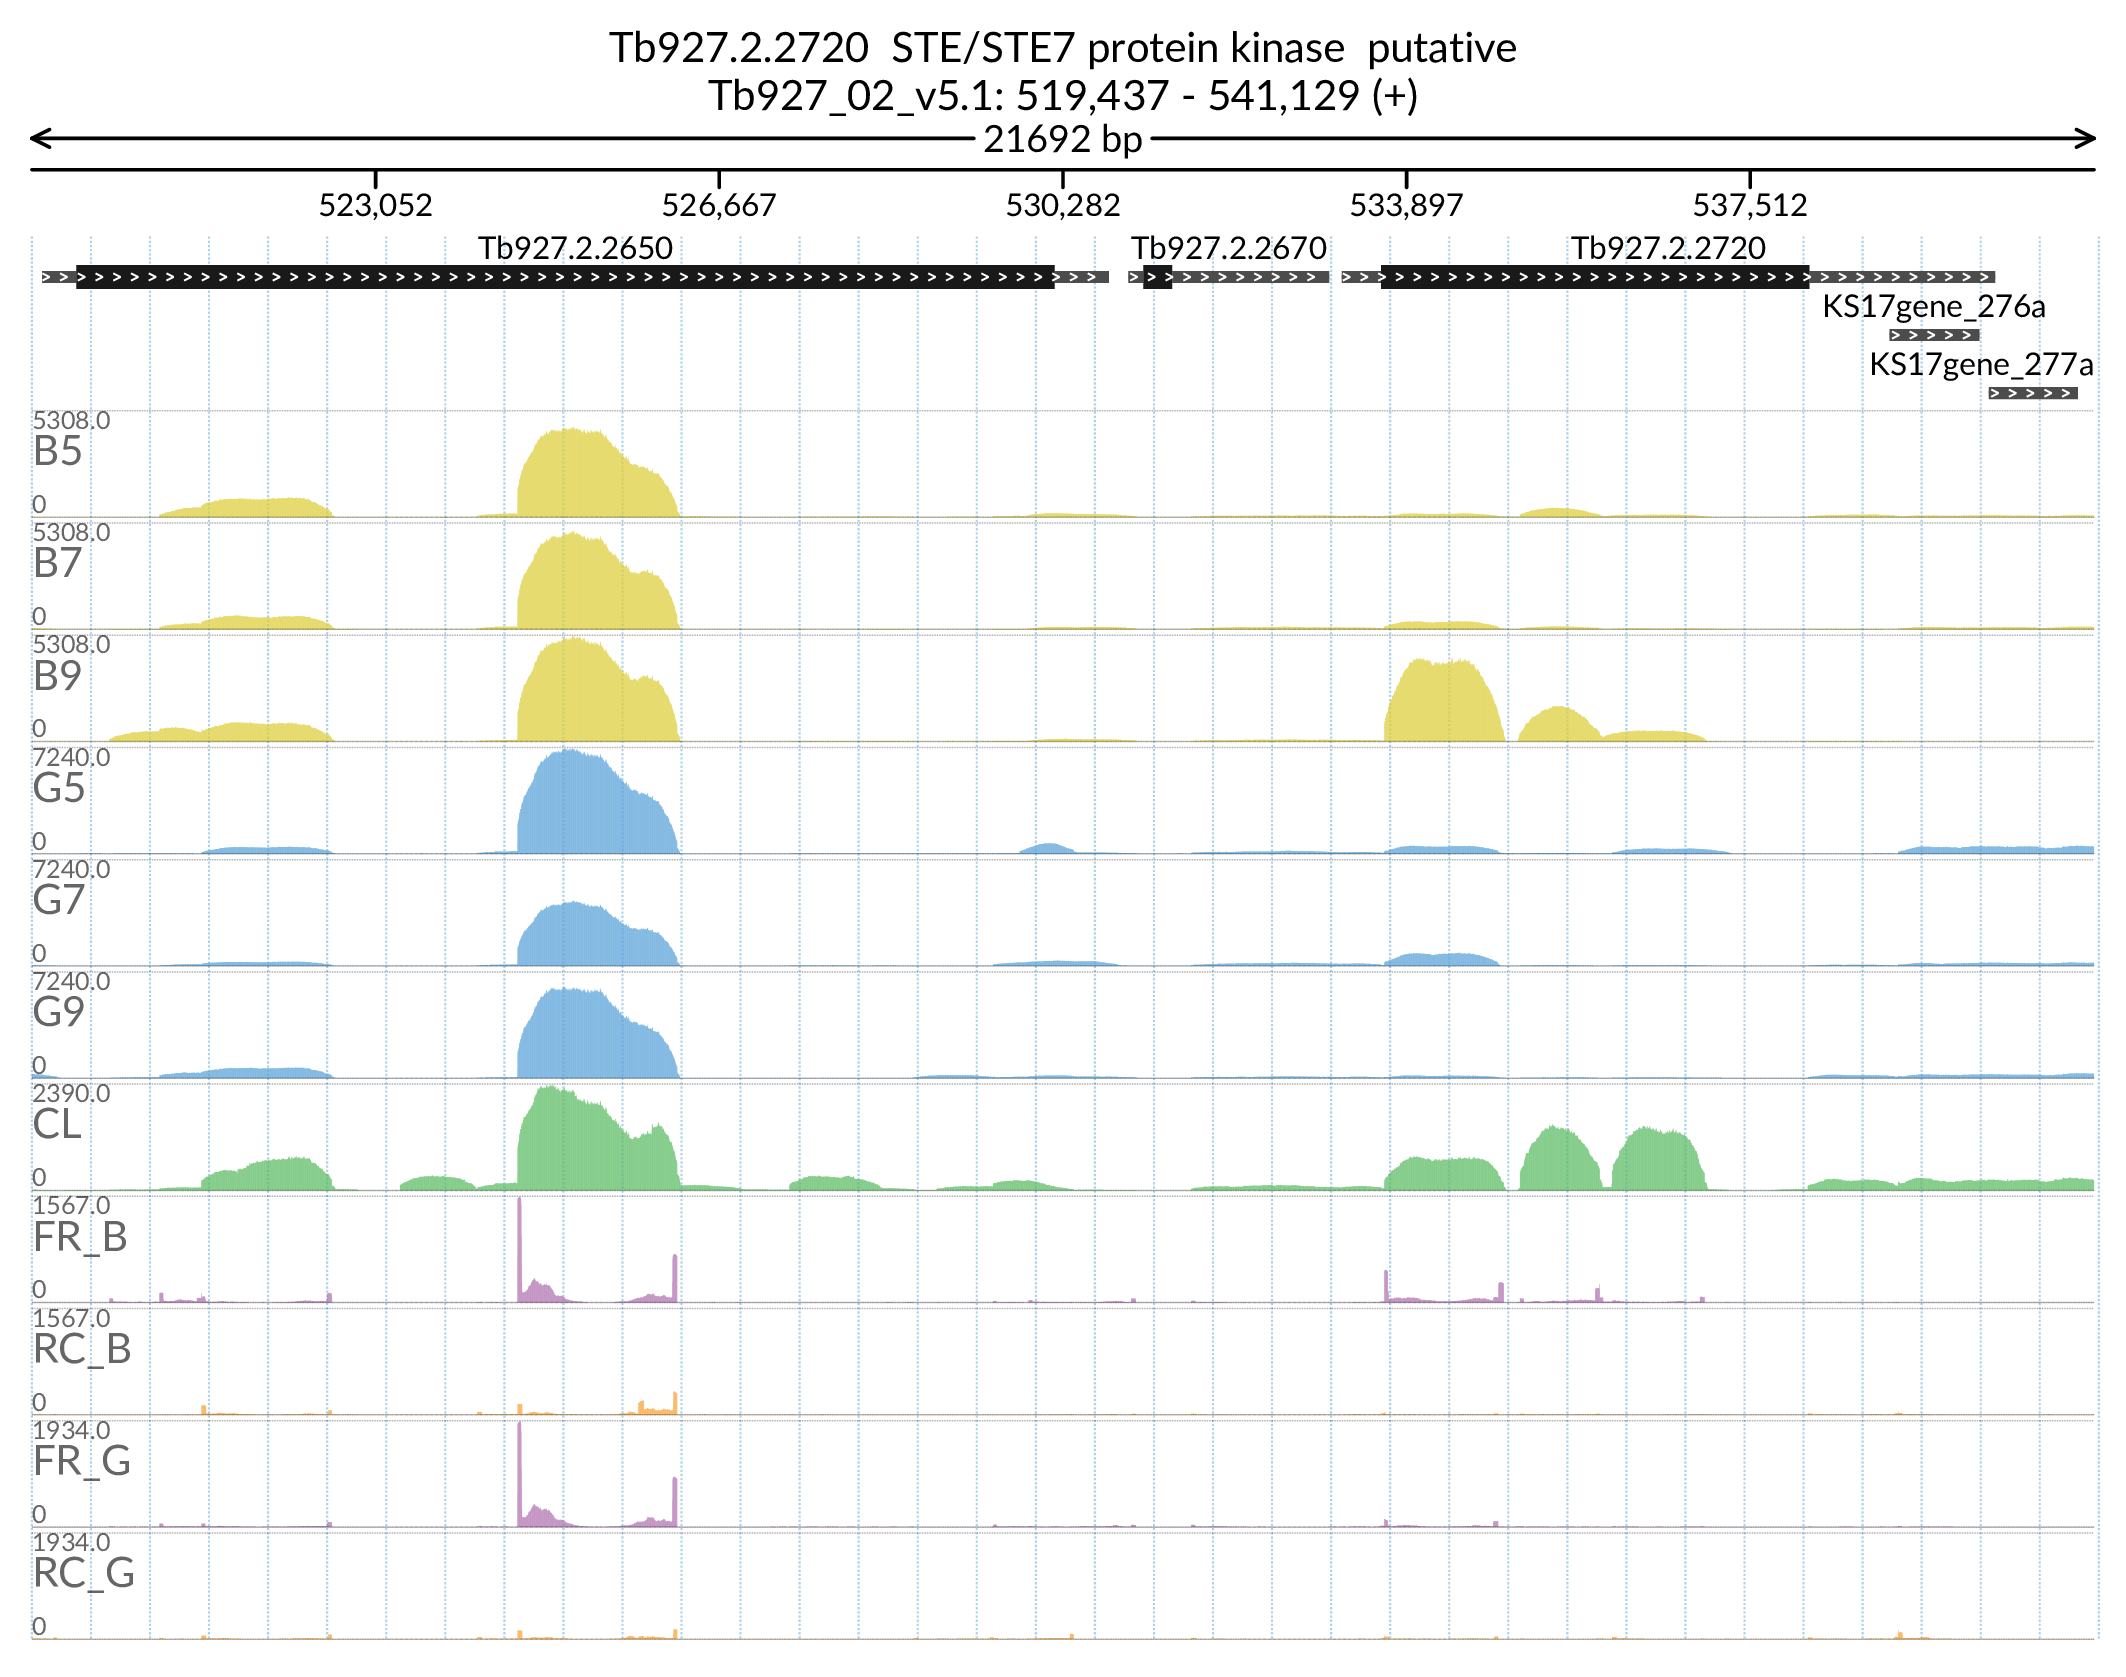 Tb927.2.2720  STE/STE7 protein kinase  putative
Tb927_02_v5.1: 519,437 - 541,129 (+)
21692 bp
523,052 526,667 530,282 533,897 537,512
Tb927.2.2650 Tb927.2.2670 Tb927.2.2720
KS17gene_276a
KS17gene_277a
5308.0
B5
0
5308.0
B7
0
5308.0
B9
0
7240.0
G5
0
7240.0
G7
0
7240.0
G9
0
2390.0
CL
0
1567.0
FR_B
0
1567.0
RC_B
0
1934.0
FR_G
0
1934.0
RC_G
0